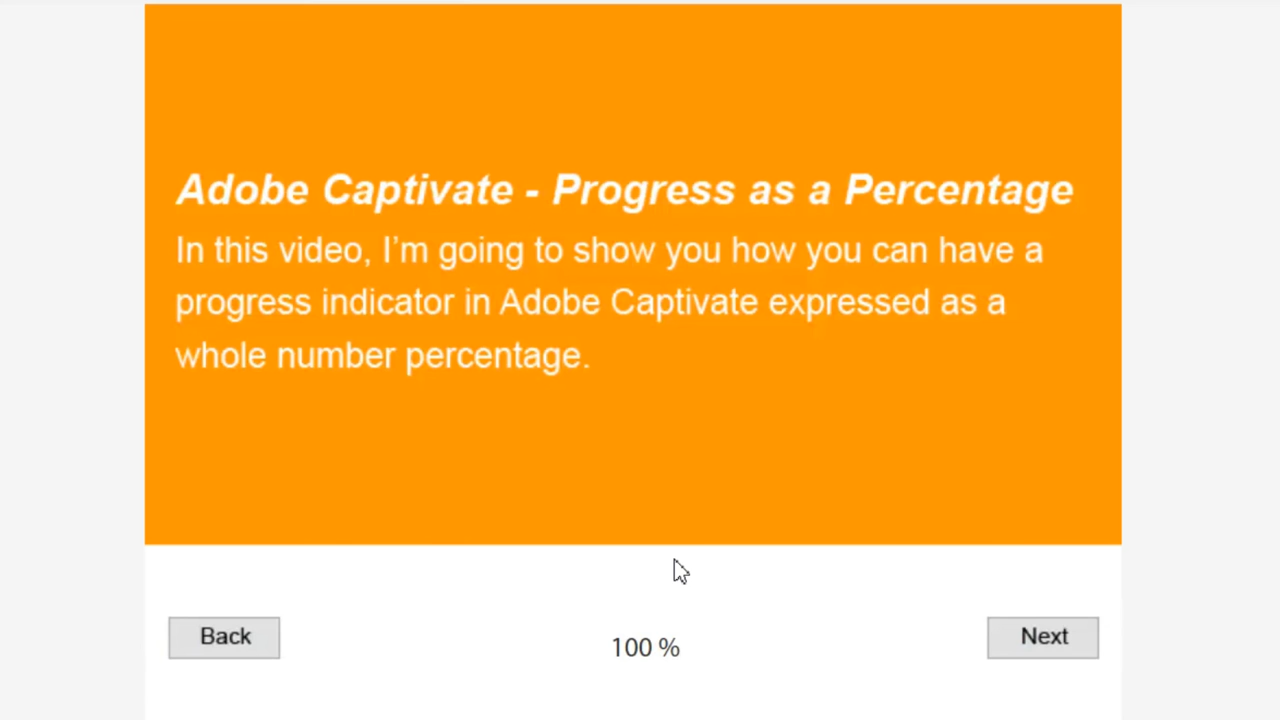 Adobe Captivate - Progress as a Percentage
In this video, I’m going to show you how you can have a
progress indicator in Adobe Captivate expressed as a
whole number percentage.
Back
100 %
Next